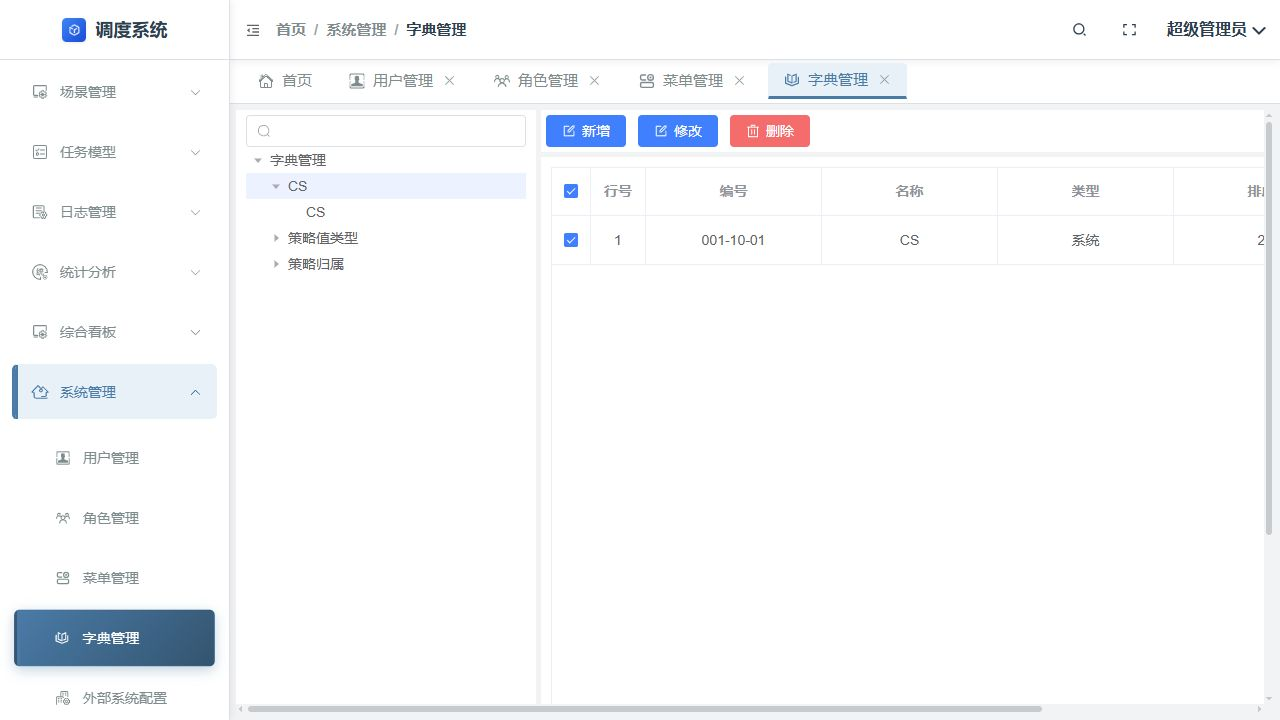 调度系统
首页 / 系统管理 / 字典管理
超级管理员
首页
用户管理
角色管理
菜单管理
字典管理
场景管理
任务模型
日志管理
统计分析
综合看板
系统管理
用户管理
角色管理
菜单管理
字典管理
外部系统配置
字典管理
CS
CS
策略值类型
策略归属
新增 修改 删除
行号 编号 名称 类型
1 001-10-01 CS 系统 2